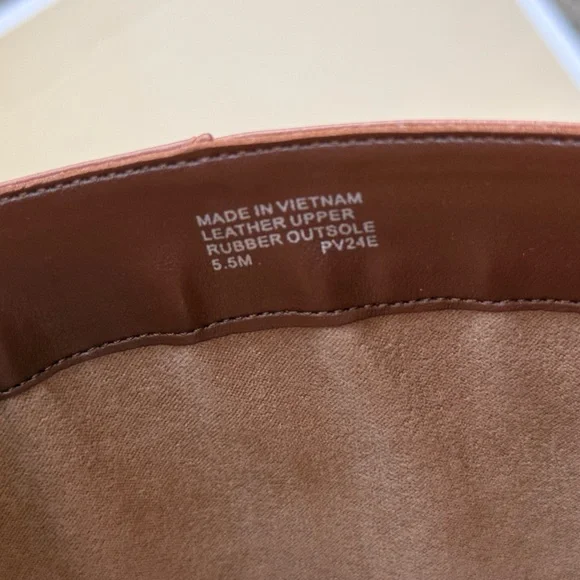 MADE IN VIETNAM
LEATHER UPPER
RUBBER OUTSOLE
5.5M PV24E